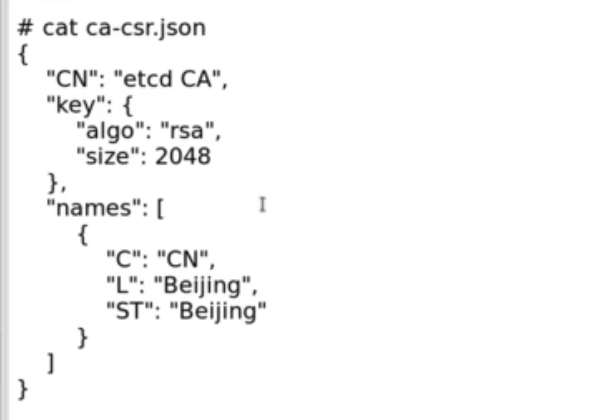 # cat ca-csr.json
{
    "CN": "etcd CA",
    "key": {
        "algo": "rsa",
        "size": 2048
    },
    "names": [
        {
            "C": "CN",
            "L": "Beijing",
            "ST": "Beijing"
        }
    ]
}